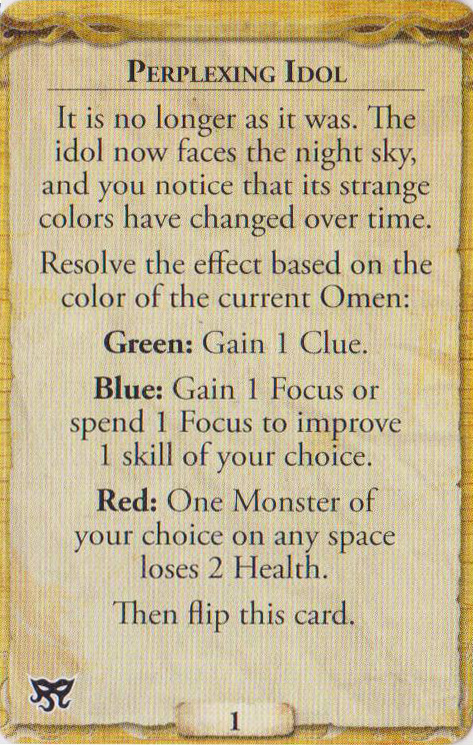 Perplexing Idol
It is no longer as it was. The
idol now faces the night sky,
and you notice that its strange
colors have changed over time.
Resolve the effect based on the
color of the current Omen:
Green: Gain 1 Clue.
Blue: Gain 1 Focus or
spend 1 Focus to improve
1 skill of your choice.
Red: One Monster of
your choice on any space
loses 2 Health.
Then flip this card.
1